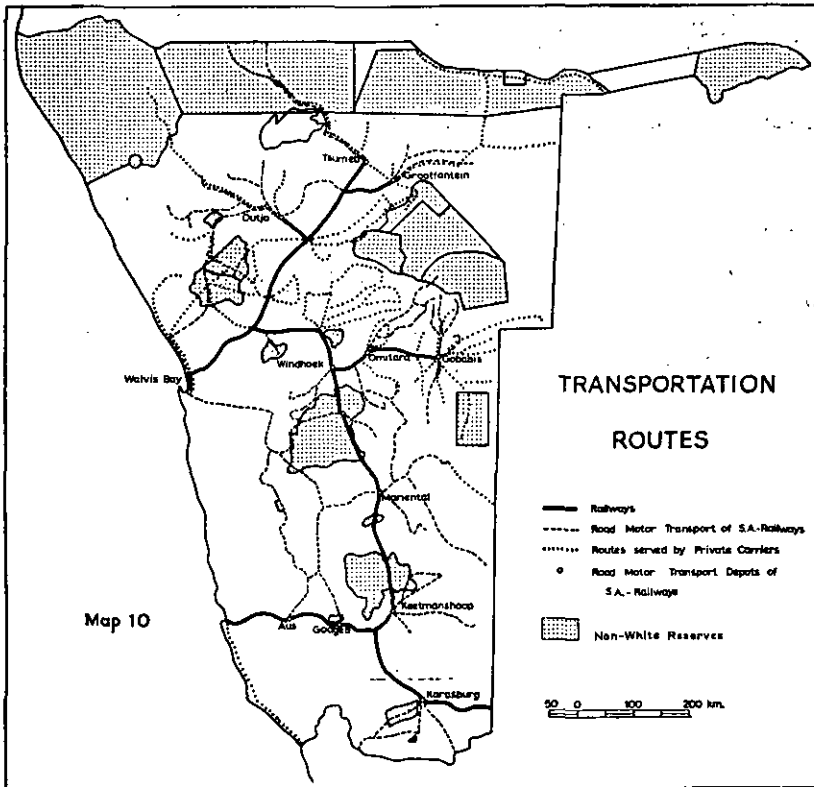 Tsumeb
Grootfontein
Outjo
Windhoek
Omitara
Gobabis
Walvis Bay
TRANSPORTATION
ROUTES
Mariental
Railways
Road Motor Transport of S.A.-Railways
Routes served by Private Carriers
Road Motor Transport Depots of
S.A.-Railways
Keetmanshoop
Map 10
Aus
Goageb
Non-White Reserves
Karasburg
50 0 100 200 km.